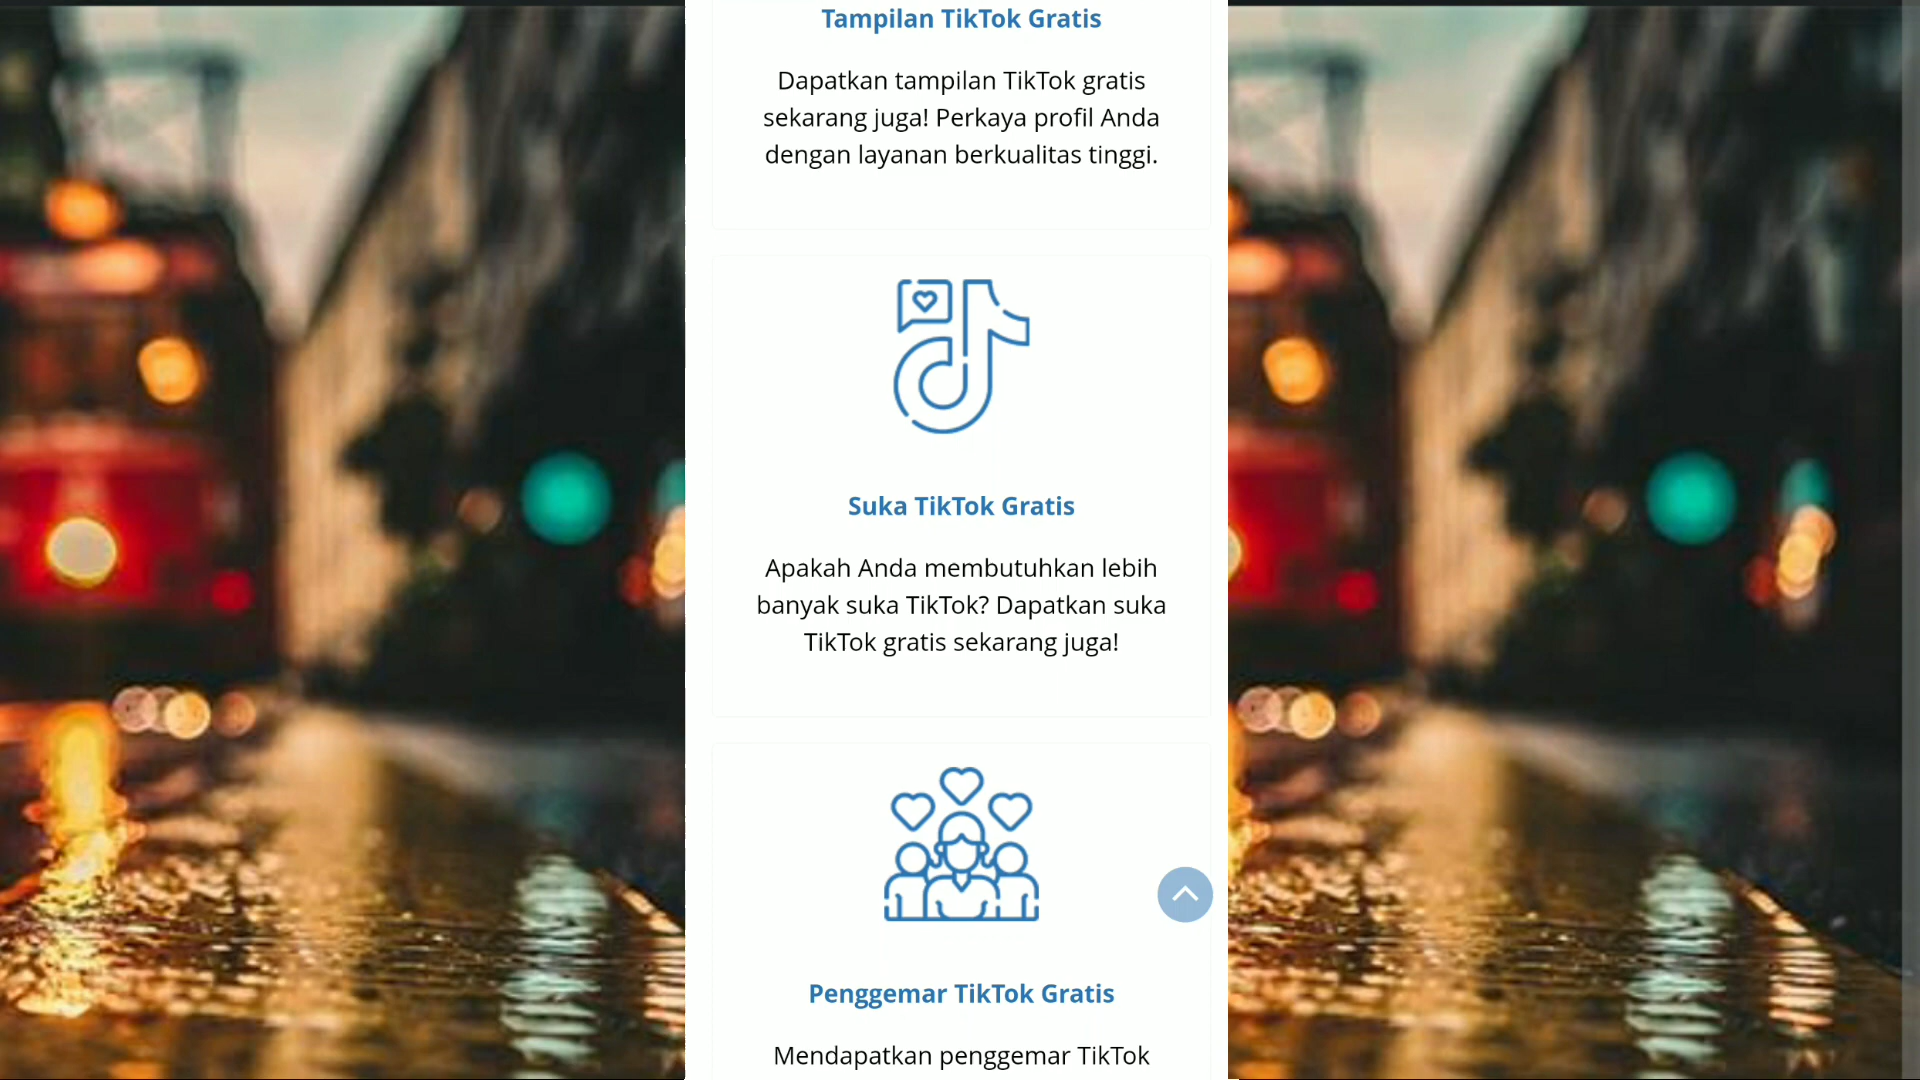 Tampilan TikTok Gratis
Dapatkan tampilan TikTok gratis
sekarang juga! Perkaya profil Anda
dengan layanan berkualitas tinggi.
Suka TikTok Gratis
Apakah Anda membutuhkan lebih
banyak suka TikTok? Dapatkan suka
TikTok gratis sekarang juga!
Penggemar TikTok Gratis
Mendapatkan penggemar TikTok